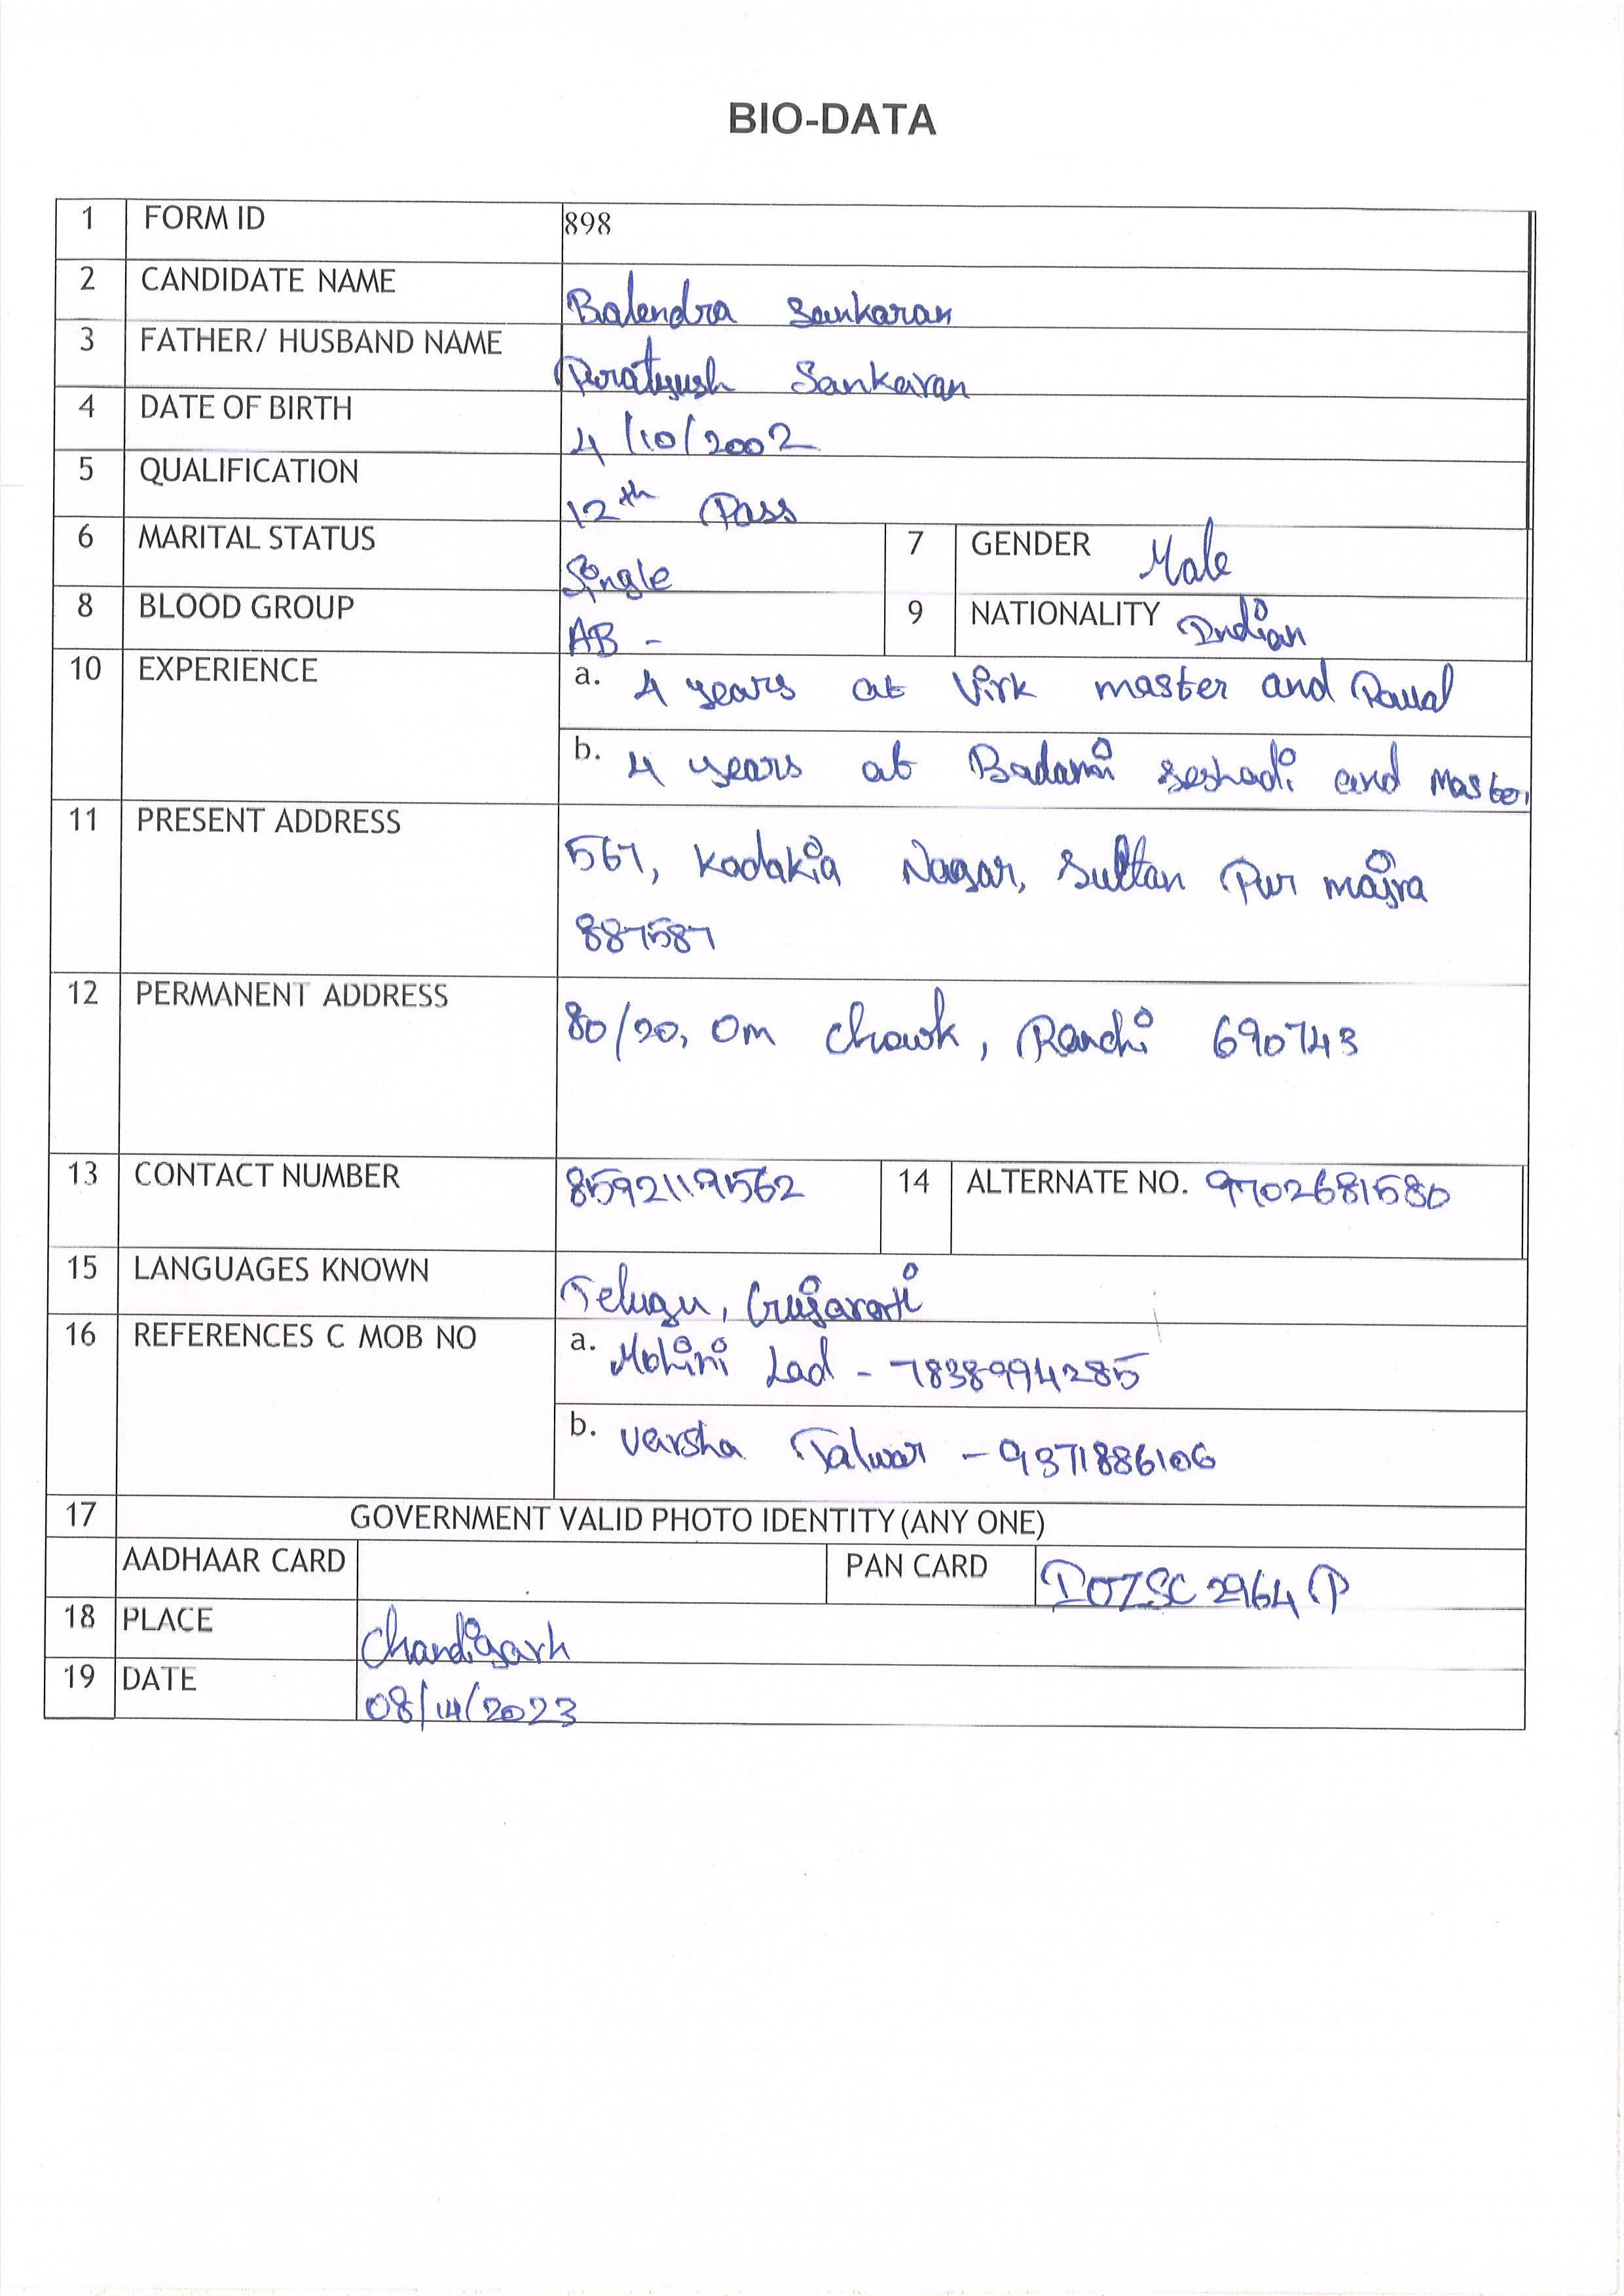 BIO-DATA
1 FORM ID 898
2 CANDIDATE NAME Balendra Sankaran
3 FATHER/ HUSBAND NAME Pratyush Sankaran
4 DATE OF BIRTH 4/10/2002
5 QUALIFICATION 12th Pass
6 MARITAL STATUS Single 7 GENDER Male
8 BLOOD GROUP AB - 9 NATIONALITY Indian
10 EXPERIENCE a. 4 years at Virk master and Rawal
b. 4 years at Badami seshadi and Master
11 PRESENT ADDRESS 567, Kadakia Nagar, Sultan Pur majra
887587
12 PERMANENT ADDRESS 80/20, Om Chowk, Ranchi 690743
13 CONTACT NUMBER 85921191562 14 ALTERNATE NO. 9702681580
15 LANGUAGES KNOWN Telugu, Gujarati
16 REFERENCES C MOB NO a. Mohini Lad - 7838994285
b. Varsha Talwar - 9371886106
17 GOVERNMENT VALID PHOTO IDENTITY (ANY ONE)
AADHAAR CARD PAN CARD IOZSC2964P
18 PLACE Chandigarh
19 DATE 08/14/2023